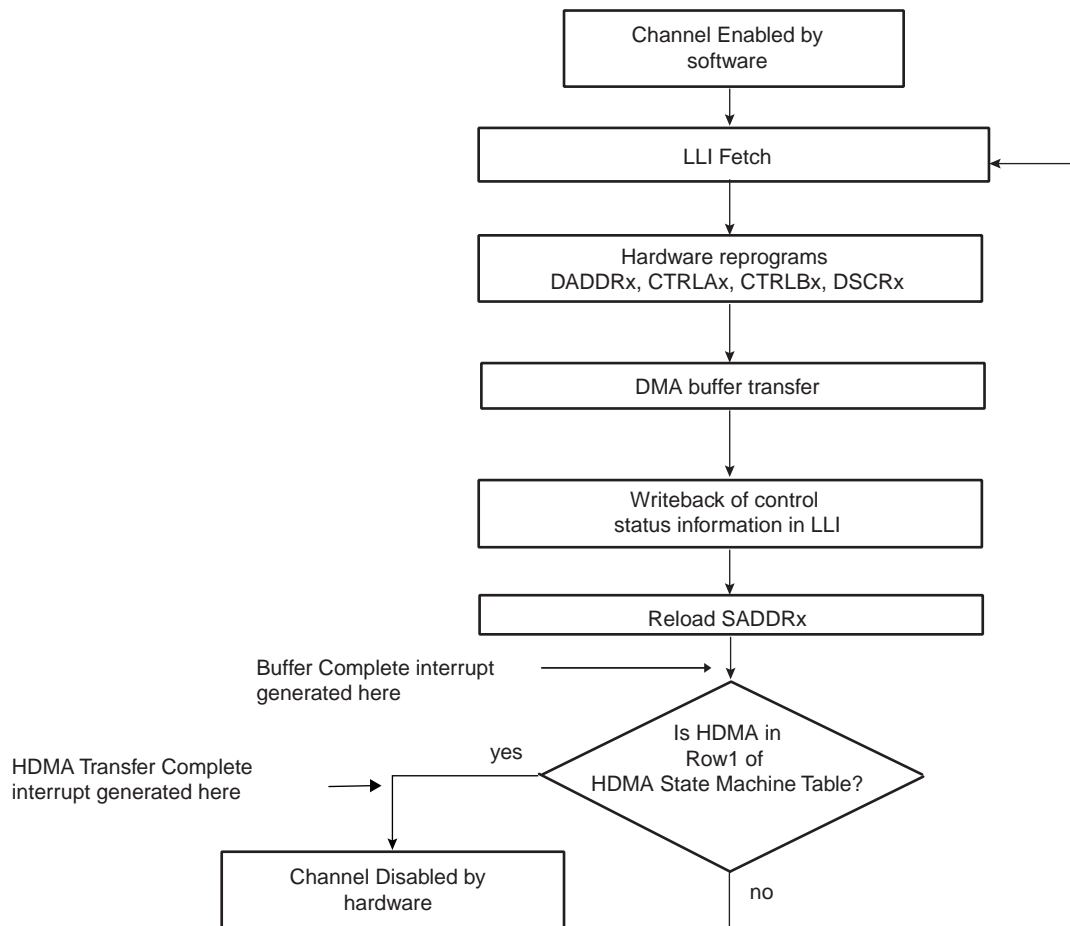 Channel Enabled by
software
LLI Fetch
Hardware reprograms
DADDRx, CTRLAx, CTRLBx, DSCRx
DMA buffer transfer
Writeback of control
status information in LLI
Reload SADDRx
Buffer Complete interrupt
generated here
Is HDMA in
Row1 of
HDMA State Machine Table?
yes
HDMA Transfer Complete
interrupt generated here
Channel Disabled by
hardware
no